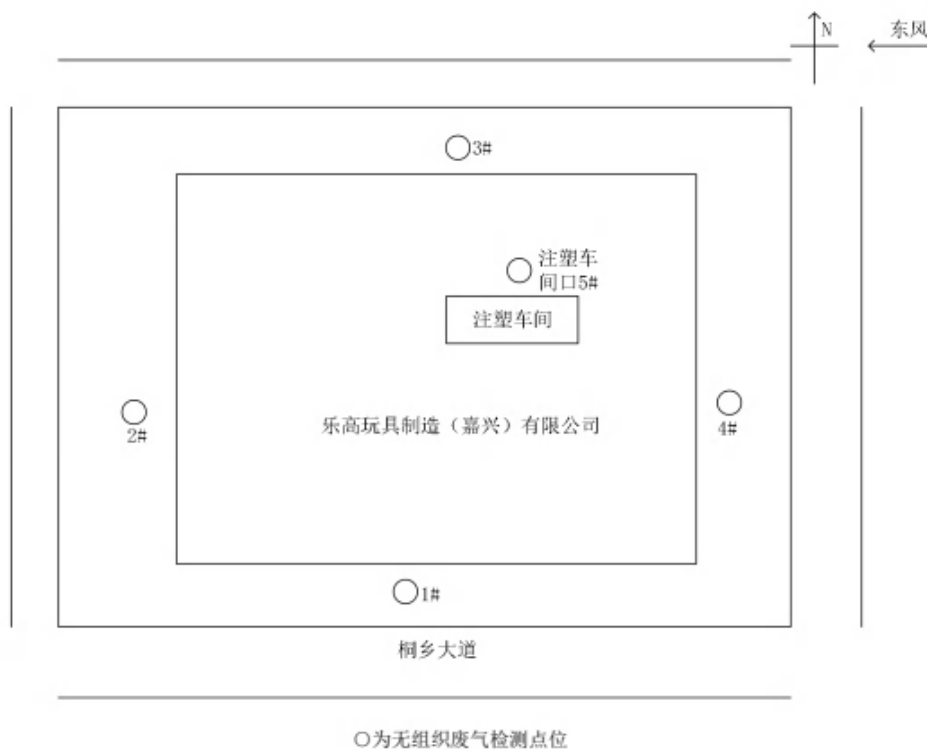 N
东风
3#
注塑车
间口5#
注塑车间
2#
乐高玩具制造（嘉兴）有限公司
4#
1#
桐乡大道
○为无组织废气检测点位